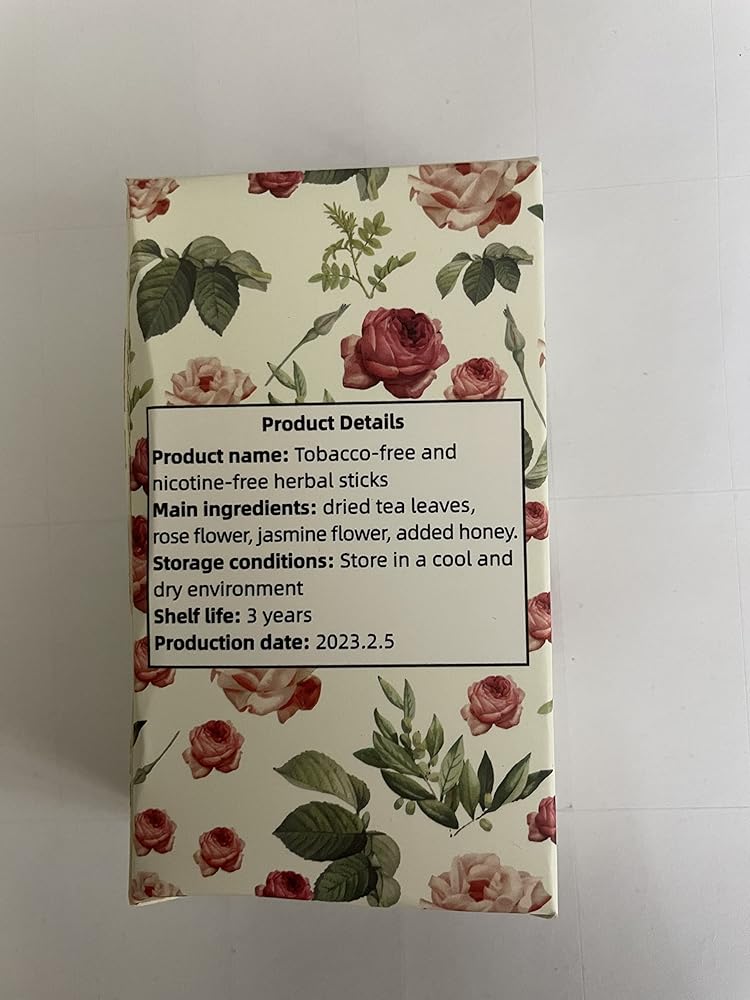 Product Details
Product name: Tobacco-free and
nicotine-free herbal sticks
Main ingredients: dried tea leaves,
rose flower, jasmine flower, added honey.
Storage conditions: Store in a cool and
dry environment
Shelf life: 3 years
Production date: 2023.2.5